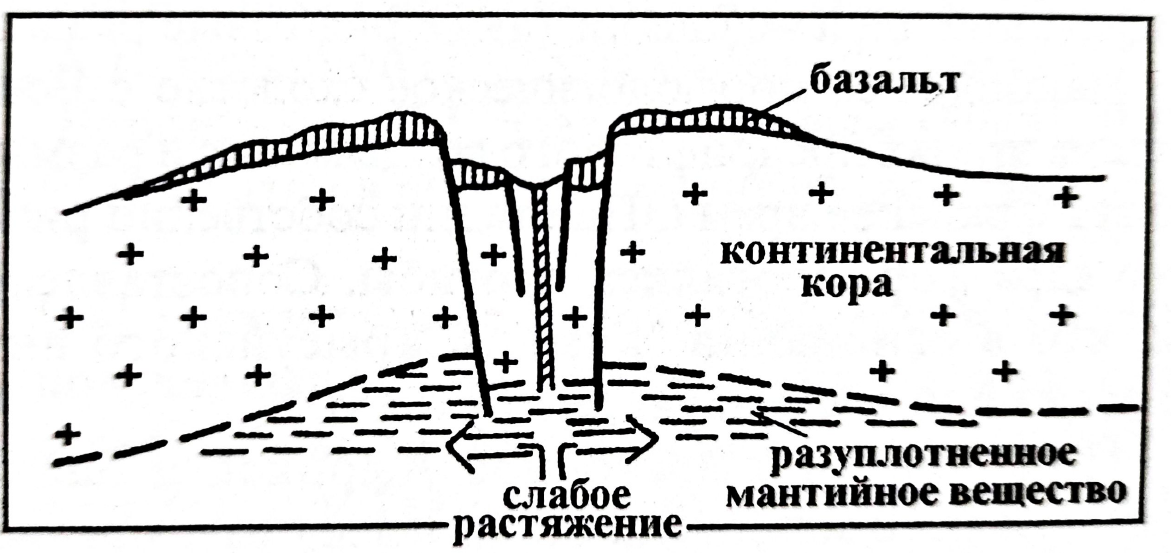 базальт
континентальная
кора
разуплотненное
мантийное вещество
слабое
растяжение